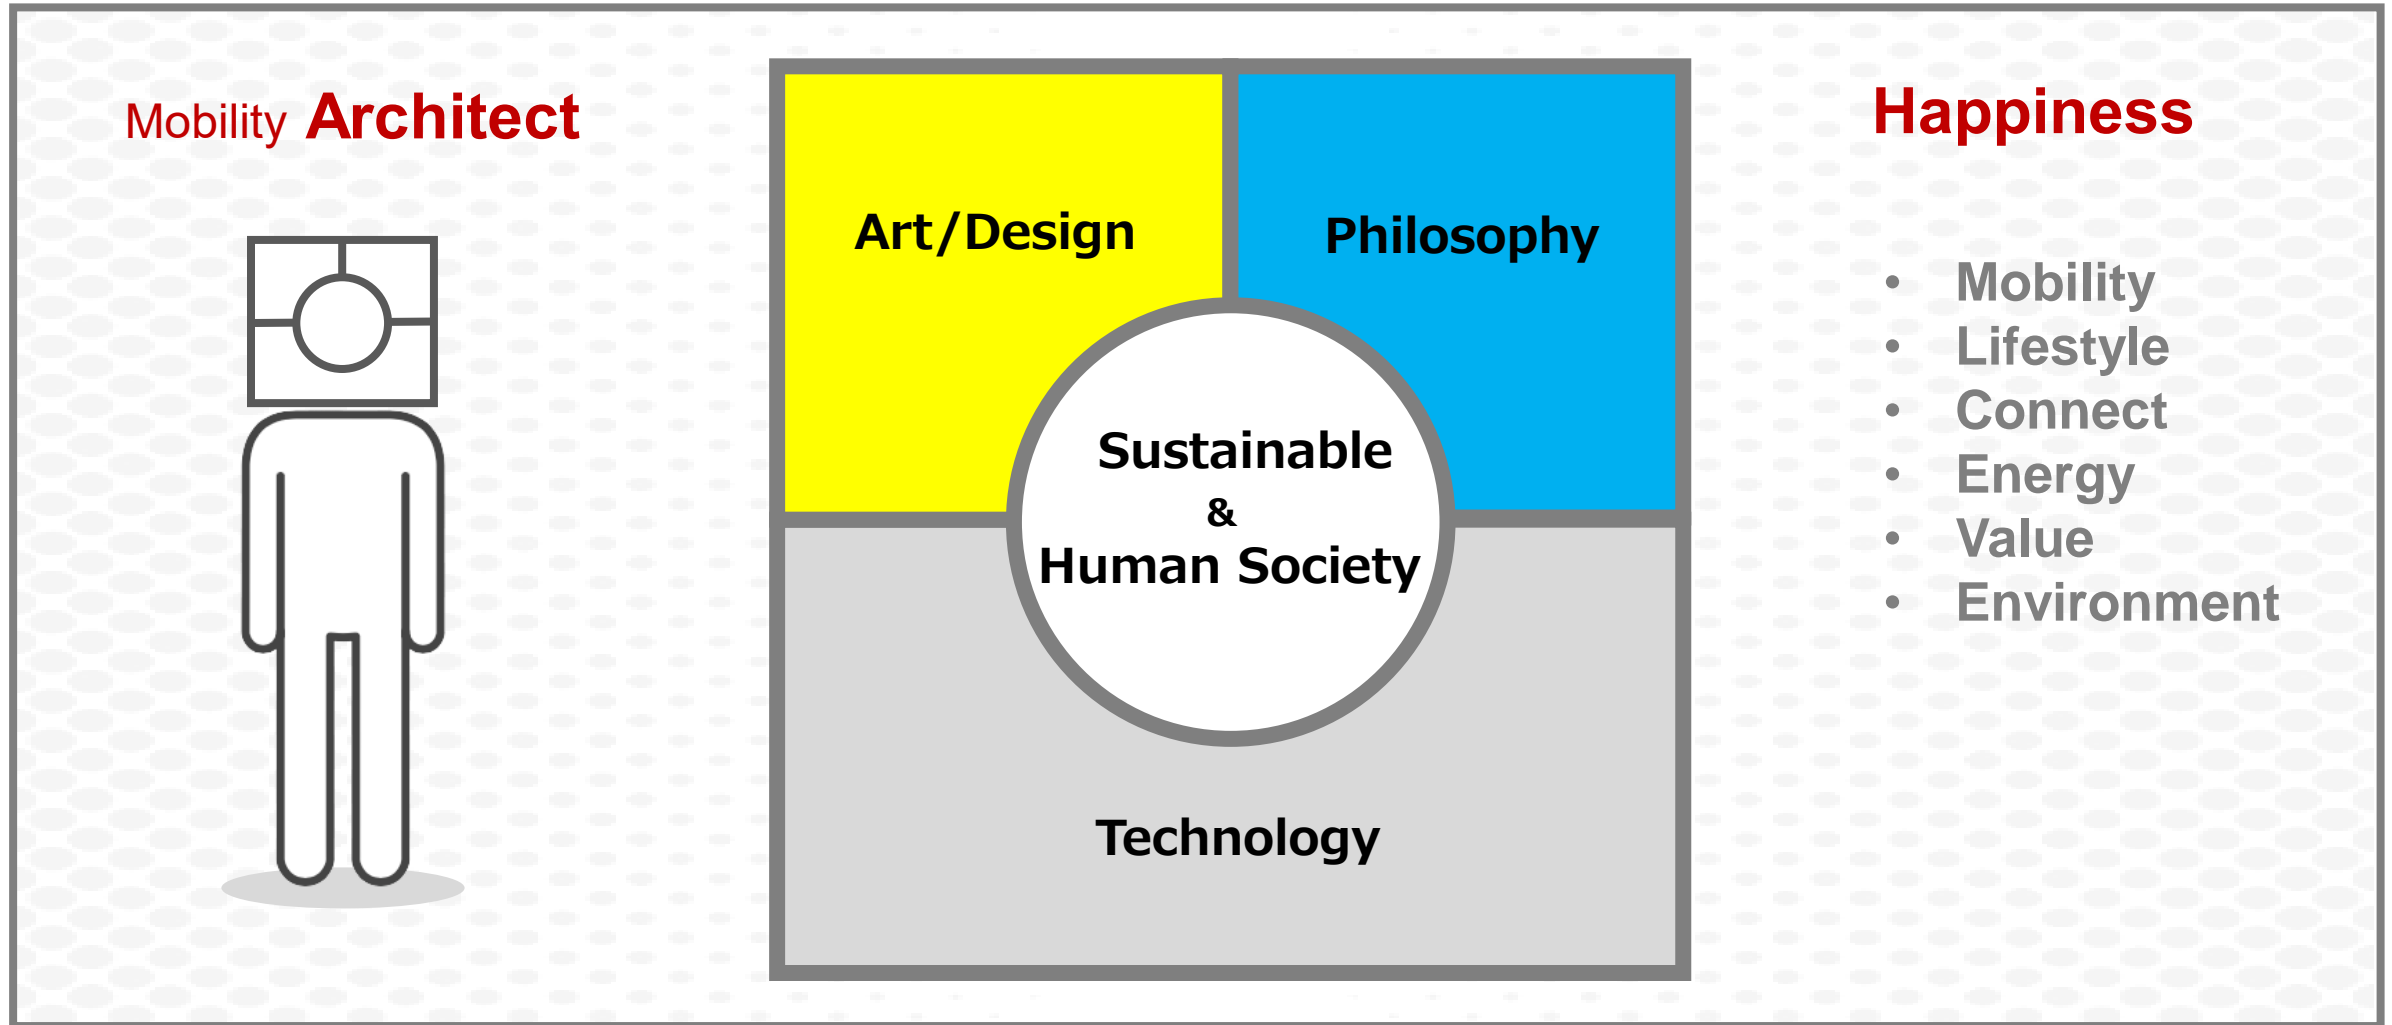 Mobility Architect
Art/Design
Philosophy
Sustainable
&
Human Society
Technology
Happiness
• Mobility
• Lifestyle
• Connect
• Energy
• Value
• Environment